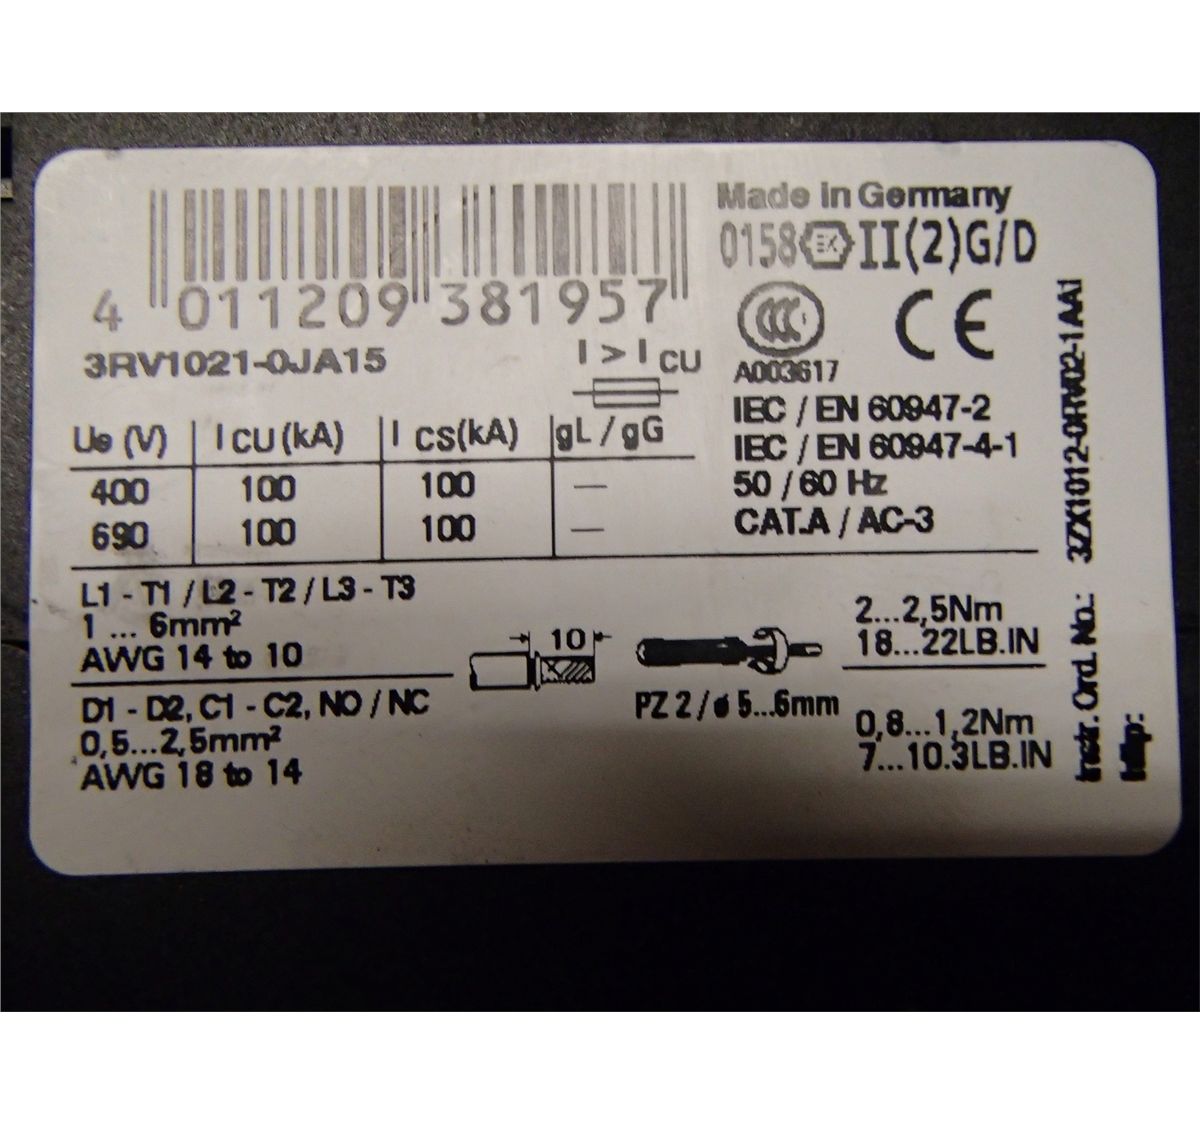 4 011209 381957
3RV1021-0JA15
I > I CU
Ue (V) I CU (kA) I CS(kA) gL / gG
400 100 100 —
690 100 100 —
Made in Germany
0158 εx II(2)G/D
CCC CE
A003617
IEC / EN 60947-2
IEC / EN 60947-4-1
50 / 60 Hz
CAT.A / AC-3
L1 - T1 / L2 - T2 / L3 - T3
1 ... 6mm²
AWG 14 to 10
D1 - D2, C1 - C2, NO / NC
0,5...2,5mm²
AWG 18 to 14
10
PZ 2 / ø 5...6mm
2...2,5Nm
18...22LB.IN
0,8...1,2Nm
7...10.3LB.IN
Instr. Ord. No.: 3ZX1012-0RV02-1AA1